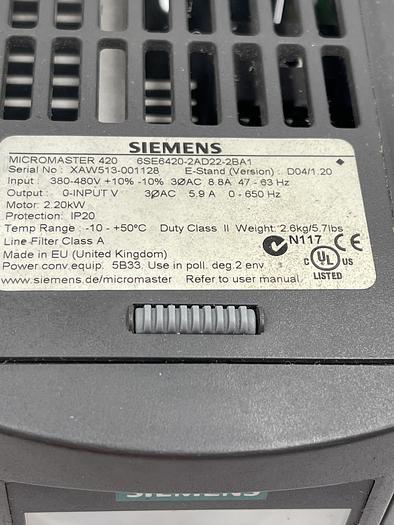 SIEMENS
MICROMASTER 420 6SE6420-2AD22-2BA1
Serial No : XAW513-001128 E-Stand (Version) : D04/1.20
Input : 380-480V +10% -10% 3ØAC 8.8A 47 - 63 Hz
Output : 0-INPUT V 3ØAC 5.9 A 0 - 650 Hz
Motor: 2.20kW
Protection: IP20
Temp Range : -10 - +50°C Duty Class II Weight: 2.6kg/5.7lbs
Line Filter Class A
N117 CE
Made in EU (United Kingdom)
C UL US
LISTED
Power conv.equip. 5B33. Use in poll. deg.2 env
www.siemens.de/micromaster Refer to user manual
SIEMENS